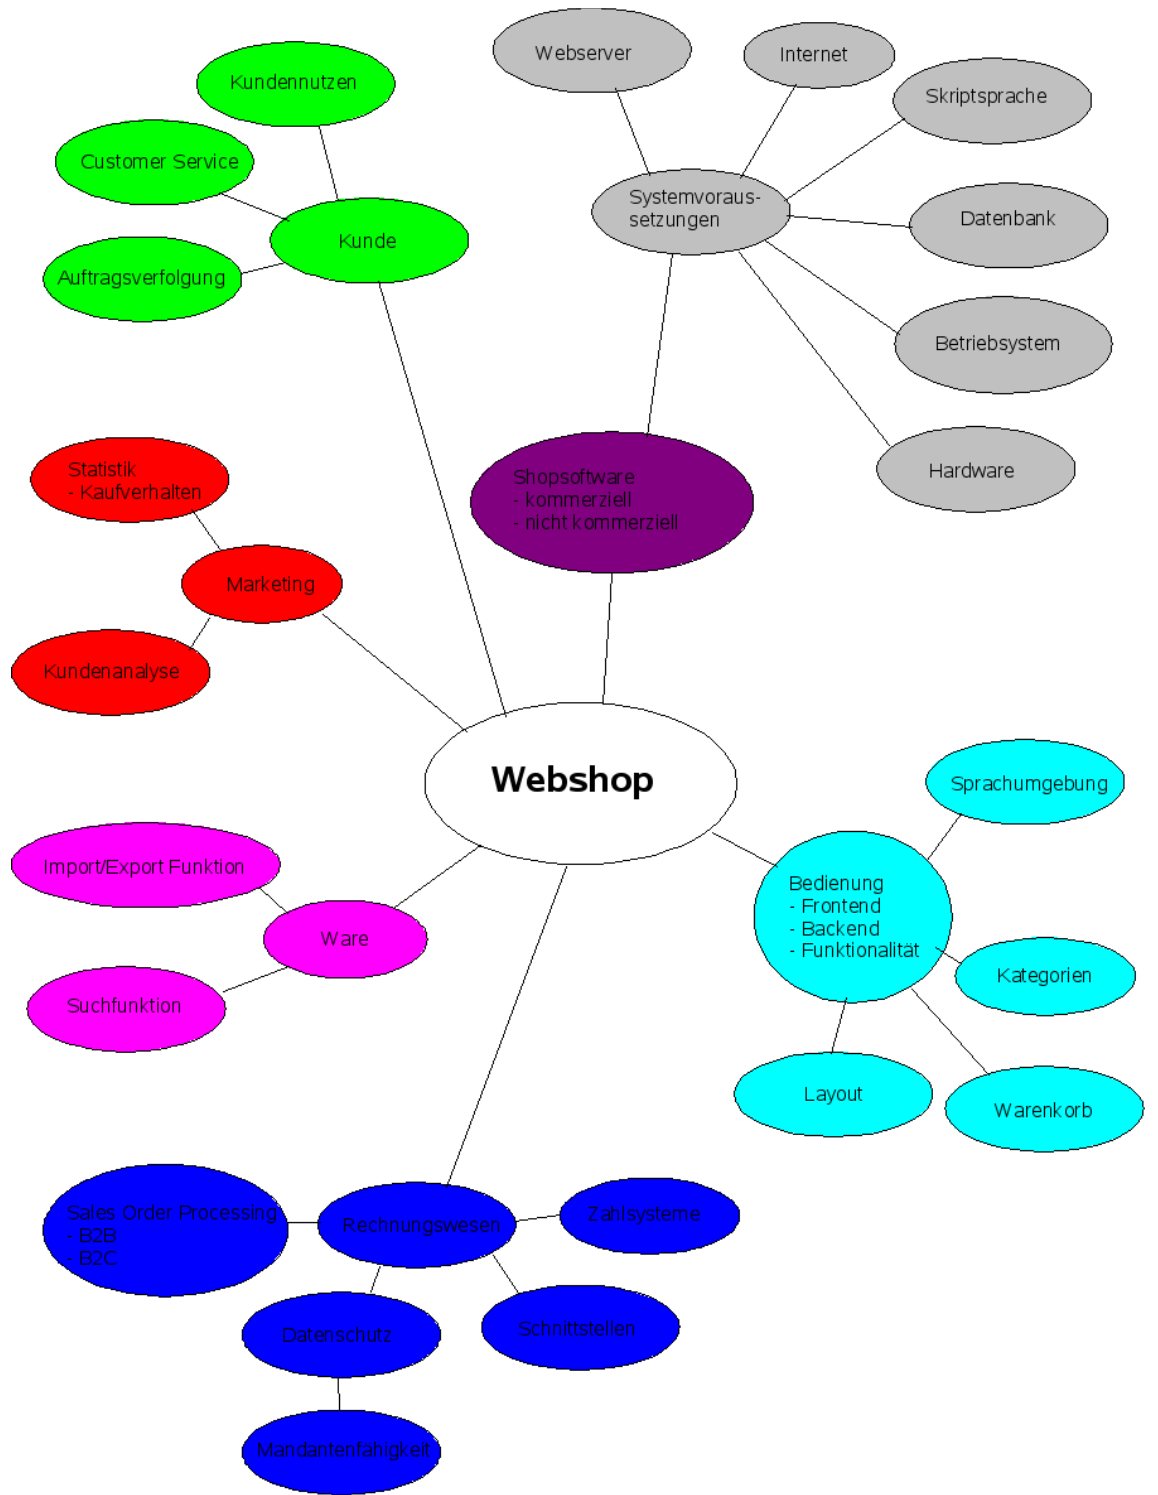 Webserver
Internet
Kundennutzen
Skriptsprache
Customer Service
Systemvoraus-
setzungen
Datenbank
Kunde
Auftragsverfolgung
Betriebsystem
Statistik
- Kaufverhalten
Hardware
Shopsoftware
- kommerziell
- nicht kommerziell
Marketing
Kundenanalyse
Webshop
Sprachumgebung
Import/Export Funktion
Bedienung
- Frontend
- Backend
- Funktionalität
Ware
Kategorien
Suchfunktion
Layout
Warenkorb
Sales Order Processing
- B2B
- B2C
Rechnungswesen
Zahlsysteme
Datenschutz
Schnittstellen
Mandantenfahigkeit